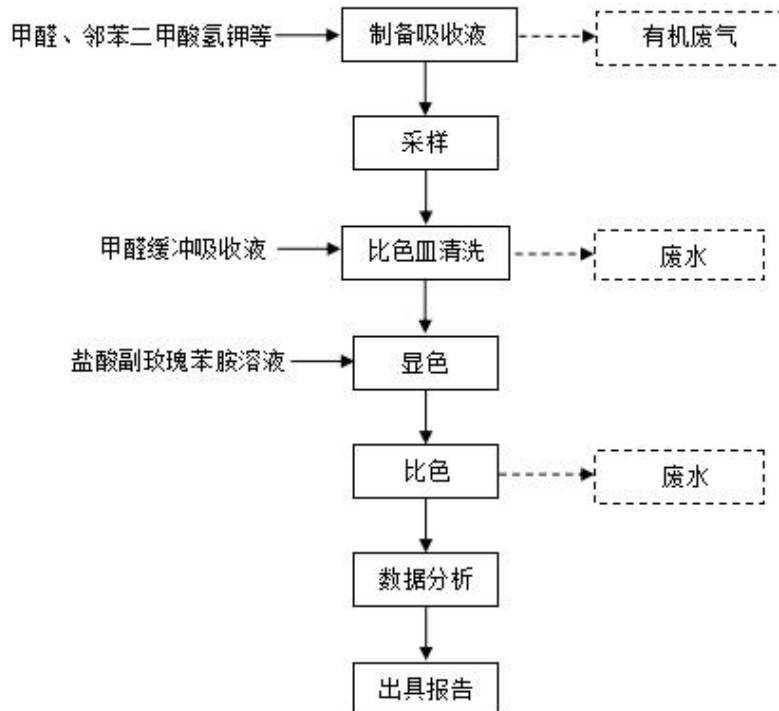 甲醛、邻苯二甲酸氢钾等
制备吸收液
有机废气
采样
甲醛缓冲吸收液
比色皿清洗
废水
盐酸副玫瑰苯胺溶液
显色
比色
废水
数据分析
出具报告